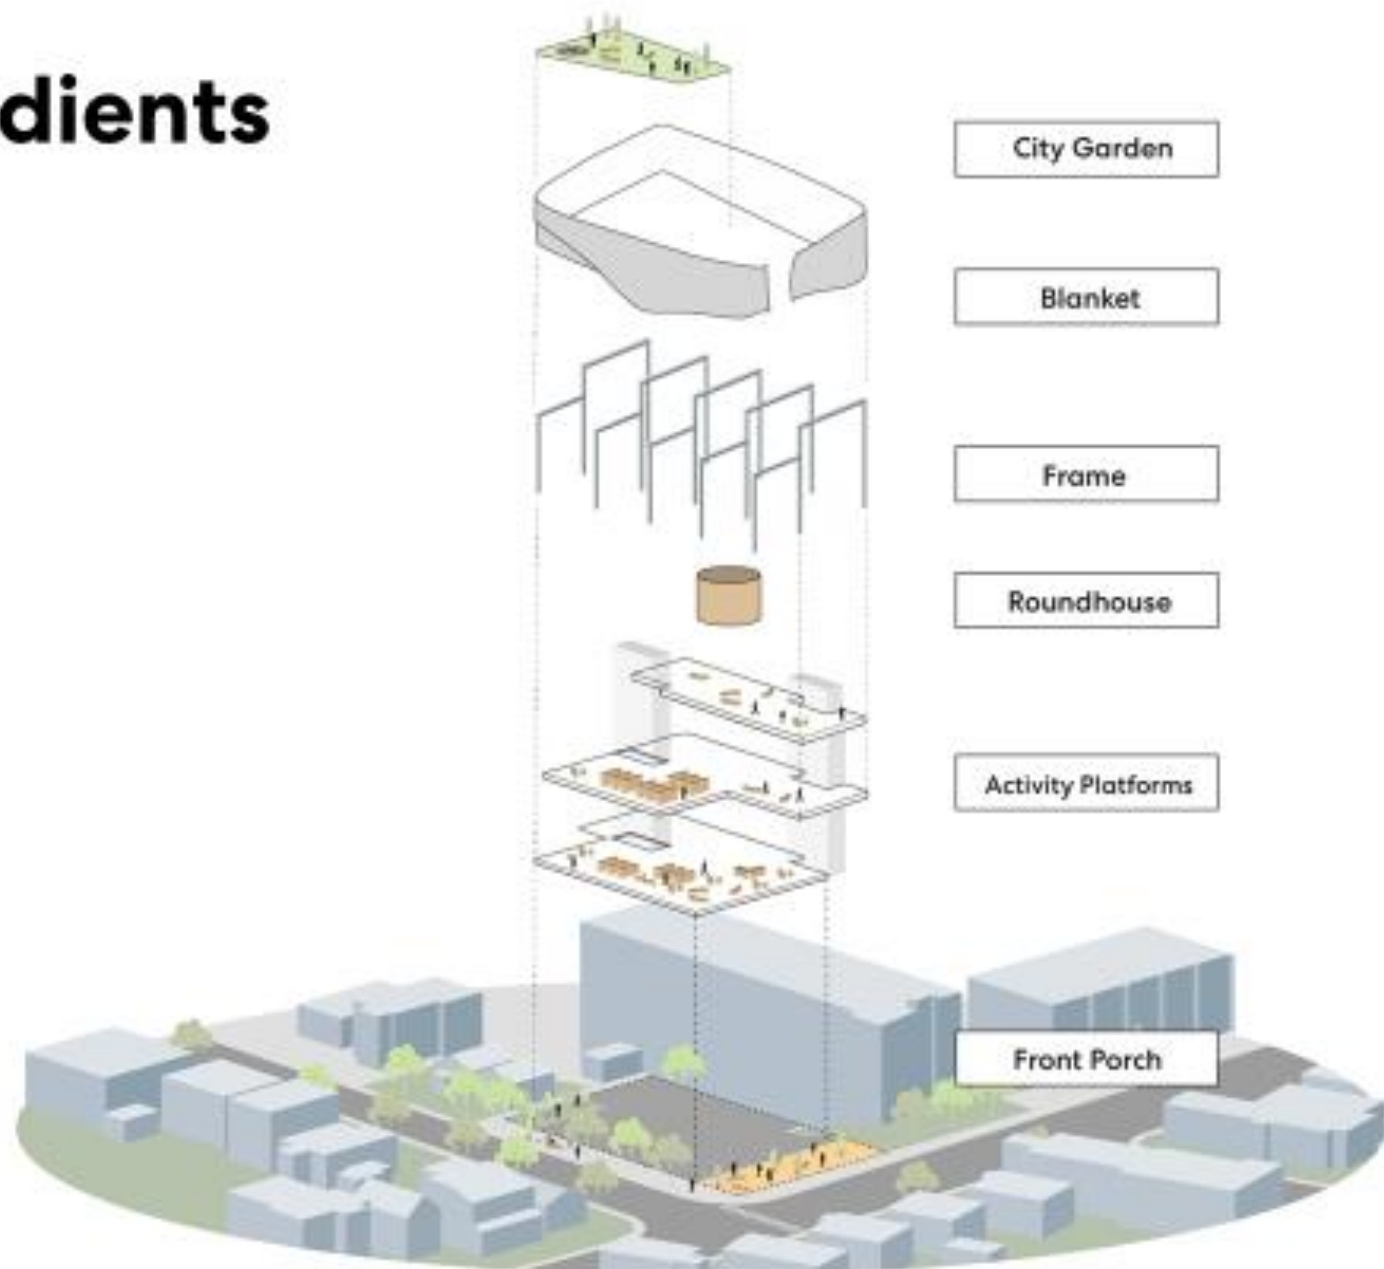 dients
City Garden
Blanket
Frame
Roundhouse
Activity Platforms
Front Porch